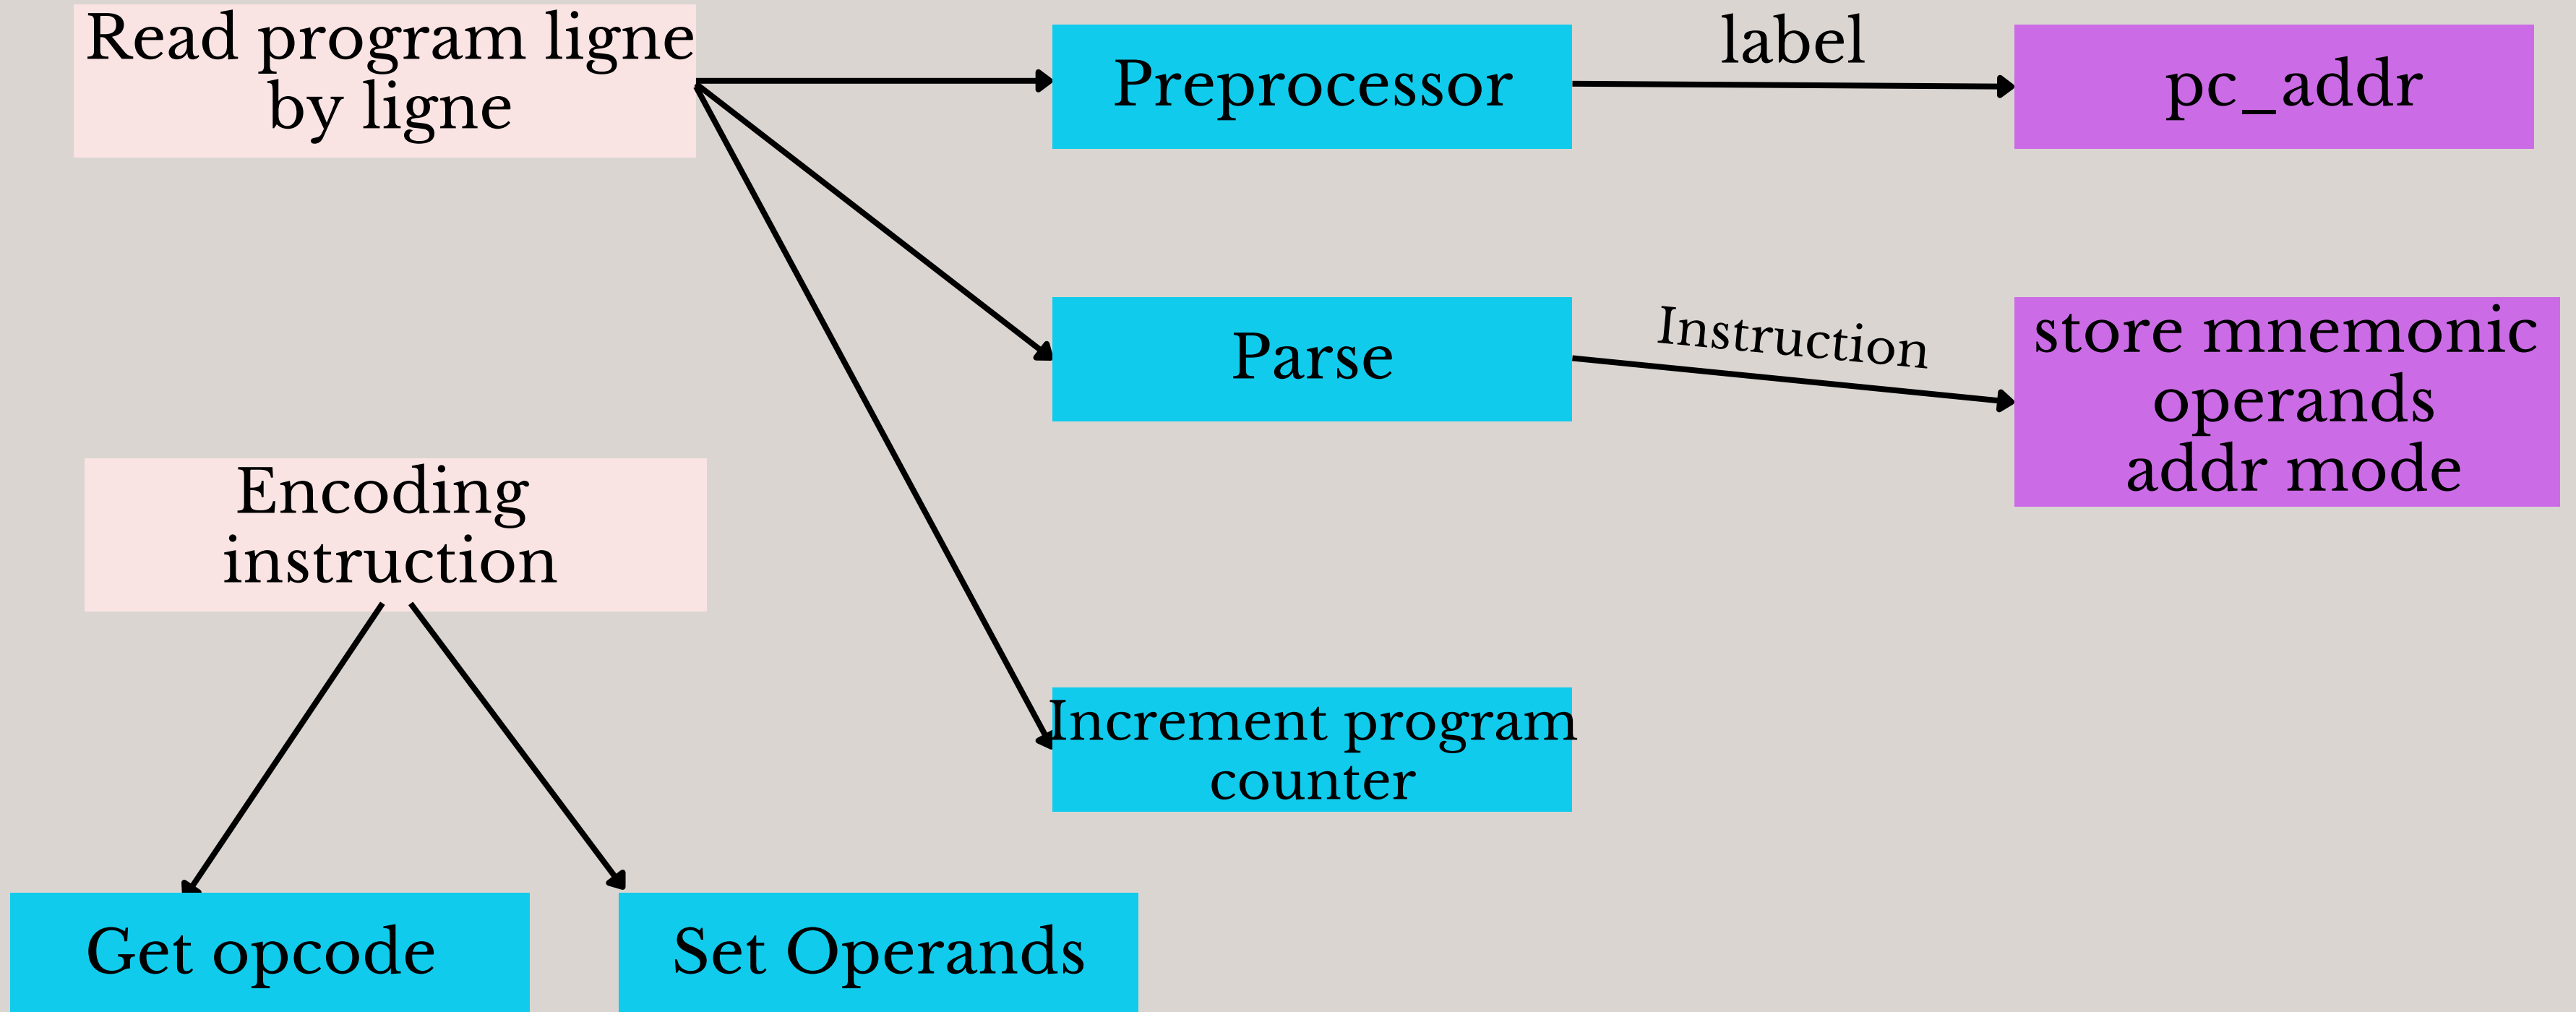 Read program ligne
by ligne
Preprocessor
label
pc_addr
Parse
Instruction
store mnemonic
operands
addr mode
Encoding
instruction
Increment program
counter
Get opcode
Set Operands